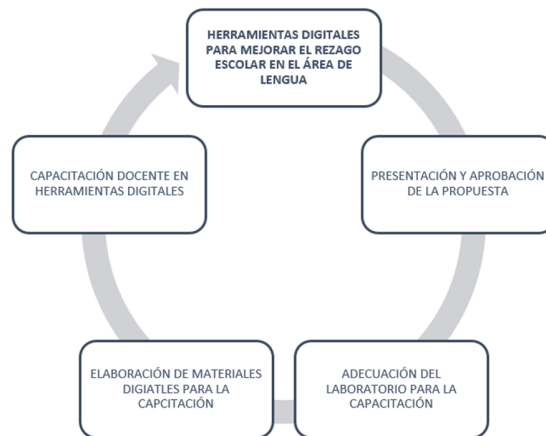 HERRAMIENTAS DIGITALES
PARA MEJORAR EL REZAGO
ESCOLAR EN EL ÁREA DE
LENGUA
PRESENTACIÓN Y APROBACIÓN
DE LA PROPUESTA
ADECUACIÓN DEL
LABORATORIO PARA LA
CAPACITACIÓN
ELABORACIÓN DE MATERIALES
DIGIATLES PARA LA
CAPCITACIÓN
CAPACITACIÓN DOCENTE EN
HERRAMIENTAS DIGITALES